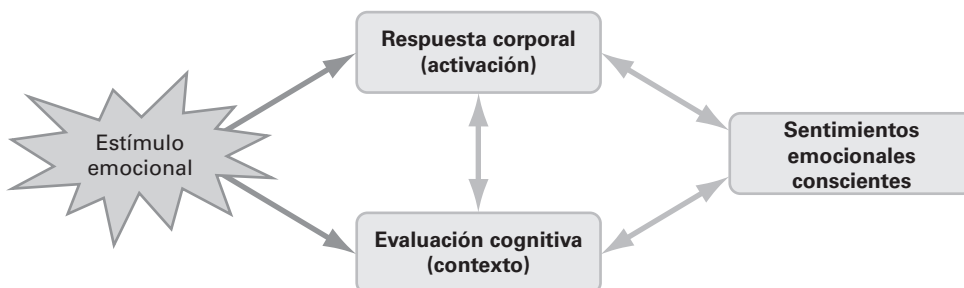 Respuesta corporal
(activación)
Estímulo
emocional
Sentimientos
emocionales
conscientes
Evaluación cognitiva
(contexto)